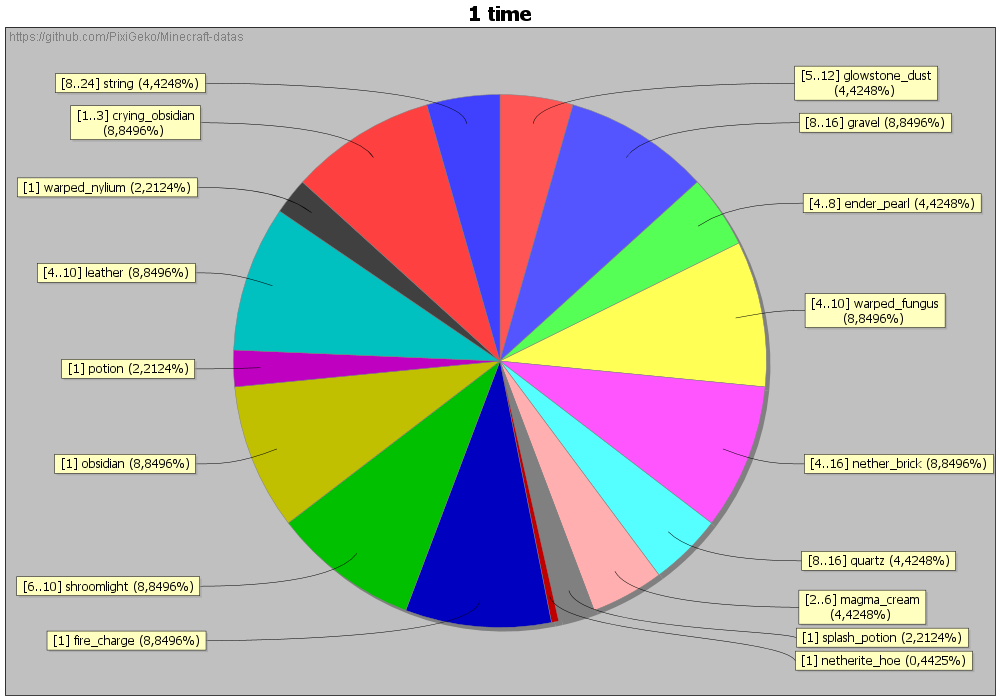 1 time
https://github.com/PixiGeko/Minecraft-datas
[8..24] string (4,4248%)
[1..3] crying_obsidian
(8,8496%)
[1] warped_nylium (2,2124%)
[4..10] leather (8,8496%)
[1] potion (2,2124%)
[1] obsidian (8,8496%)
[6..10] shroomlight (8,8496%)
[1] fire_charge (8,8496%)
[5..12] glowstone_dust
(4,4248%)
[8..16] gravel (8,8496%)
[4..8] ender_pearl (4,4248%)
[4..10] warped_fungus
(8,8496%)
[4..16] nether_brick (8,8496%)
[8..16] quartz (4,4248%)
[2..6] magma_cream
(4,4248%)
[1] splash_potion (2,2124%)
[1] netherite_hoe (0,4425%)